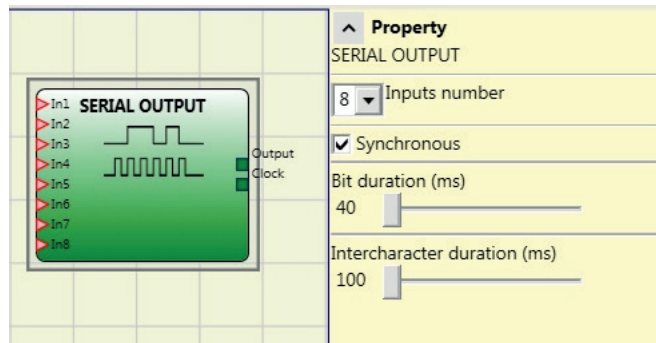 SERIAL OUTPUT
In1
In2
In3
In4
In5
In6
In7
In8
Output
Clock
Property
SERIAL OUTPUT
8 Inputs number
Synchronous
Bit duration (ms)
40
Intercharacter duration (ms)
100